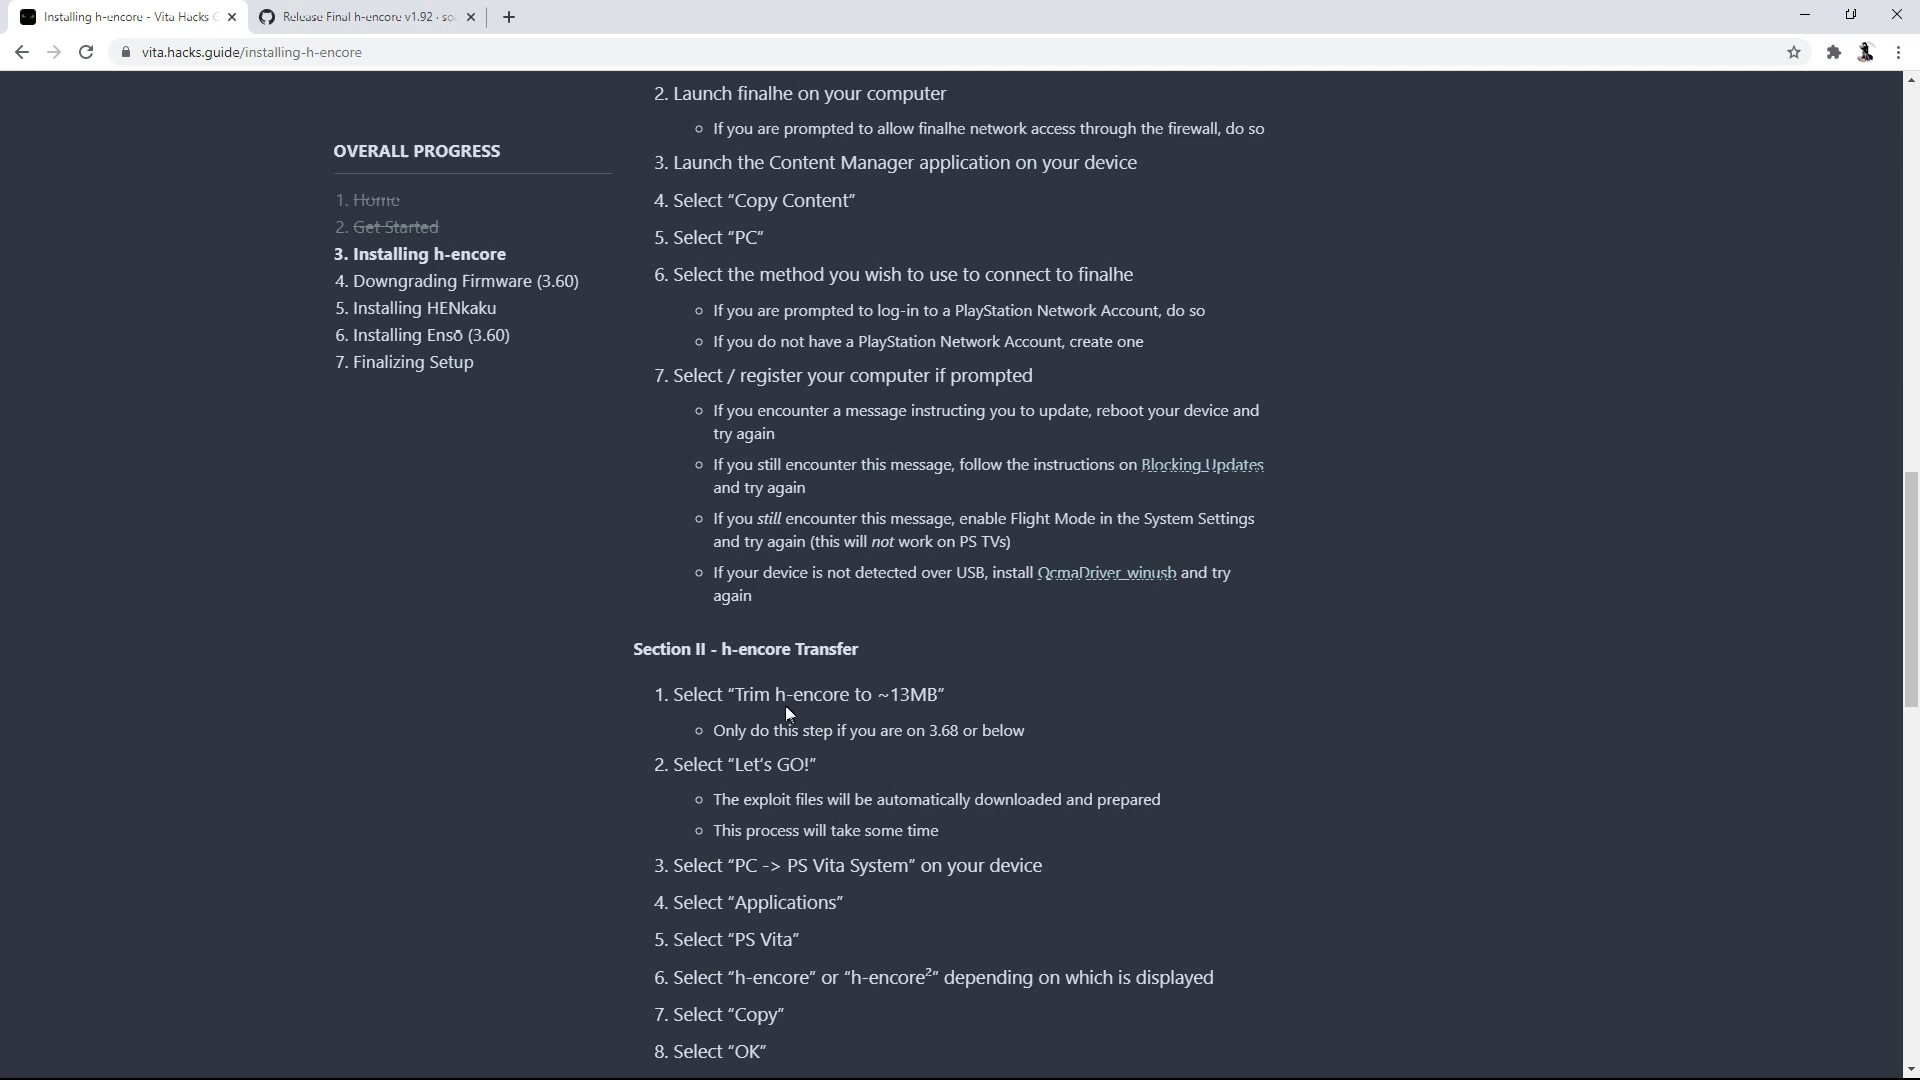 Installing h-encore - Vita Hacks G
Release Final h-encore v1.92 · so
vita.hacks.guide/installing-h-encore
OVERALL PROGRESS
1. Home
2. Get Started
3. Installing h-encore
4. Downgrading Firmware (3.60)
5. Installing HENkaku
6. Installing Ensō (3.60)
7. Finalizing Setup
2. Launch finalhe on your computer
If you are prompted to allow finalhe network access through the firewall, do so
3. Launch the Content Manager application on your device
4. Select “Copy Content”
5. Select “PC”
6. Select the method you wish to use to connect to finalhe
If you are prompted to log-in to a PlayStation Network Account, do so
If you do not have a PlayStation Network Account, create one
7. Select / register your computer if prompted
If you encounter a message instructing you to update, reboot your device and
try again
If you still encounter this message, follow the instructions on Blocking Updates
and try again
If you still encounter this message, enable Flight Mode in the System Settings
and try again (this will not work on PS TVs)
If your device is not detected over USB, install QcmaDriver_winusb and try
again
Section II - h-encore Transfer
1. Select “Trim h-encore to ~13MB”
Only do this step if you are on 3.68 or below
2. Select “Let’s GO!”
The exploit files will be automatically downloaded and prepared
This process will take some time
3. Select “PC -> PS Vita System” on your device
4. Select “Applications”
5. Select “PS Vita”
6. Select “h-encore” or “h-encore²” depending on which is displayed
7. Select “Copy”
8. Select “OK”